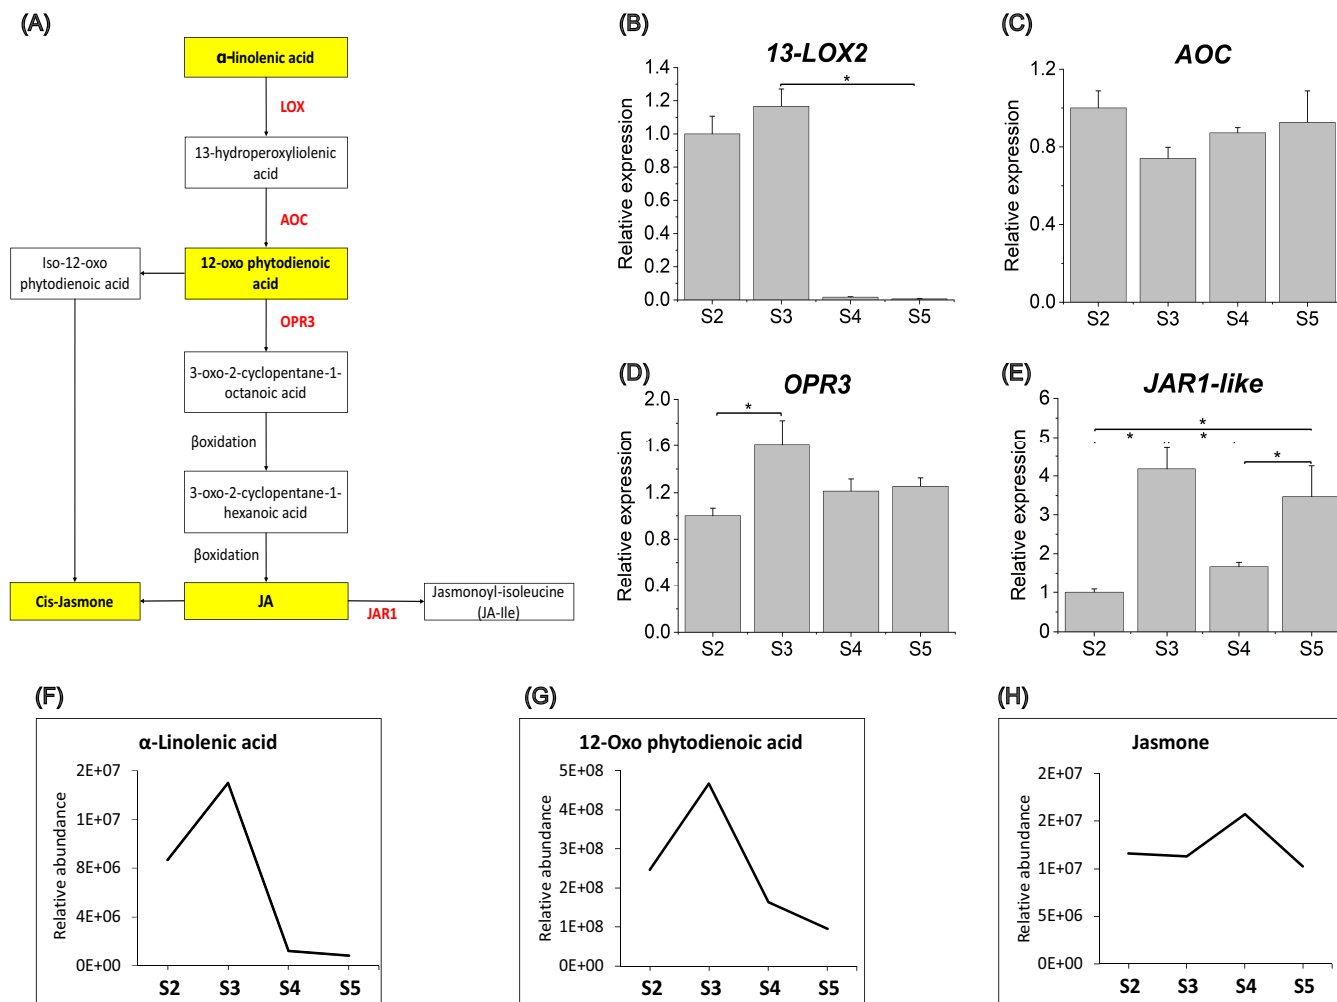 (A)
α-linolenic acid
LOX
13-hydroperoxyliolenic
acid
AOC
Iso-12-oxo
phytodienoic acid
12-oxo phytodienoic
acid
OPR3
3-oxo-2-cyclopentane-1-
octanoic acid
βoxidation
3-oxo-2-cyclopentane-1-
hexanoic acid
βoxidation
Cis-Jasmone
JA
JAR1
Jasmonoyl-isoleucine
(JA-Ile)
(B)
13-LOX2
Relative expression
1.4
1.2
1.0
0.8
0.6
0.4
0.2
0.0
*
S2 S3 S4 S5
(C)
AOC
Relative expression
1.2
0.8
0.4
0.0
S2 S3 S4 S5
(D)
OPR3
Relative expression
2.0
1.6
1.2
0.8
0.4
0.0
*
S2 S3 S4 S5
(E)
JAR1-like
Relative expression
6
5
4
3
2
1
0
*
* *
*
S2 S3 S4 S5
(F)
α-Linolenic acid
Relative abundance
2E+07
1E+07
8E+06
4E+06
0E+00
S2 S3 S4 S5
(G)
12-Oxo phytodienoic acid
Relative abundance
5E+08
4E+08
3E+08
2E+08
1E+08
0E+00
S2 S3 S4 S5
(H)
Jasmone
Relative abundance
2E+07
2E+07
1E+07
5E+06
0E+00
S2 S3 S4 S5